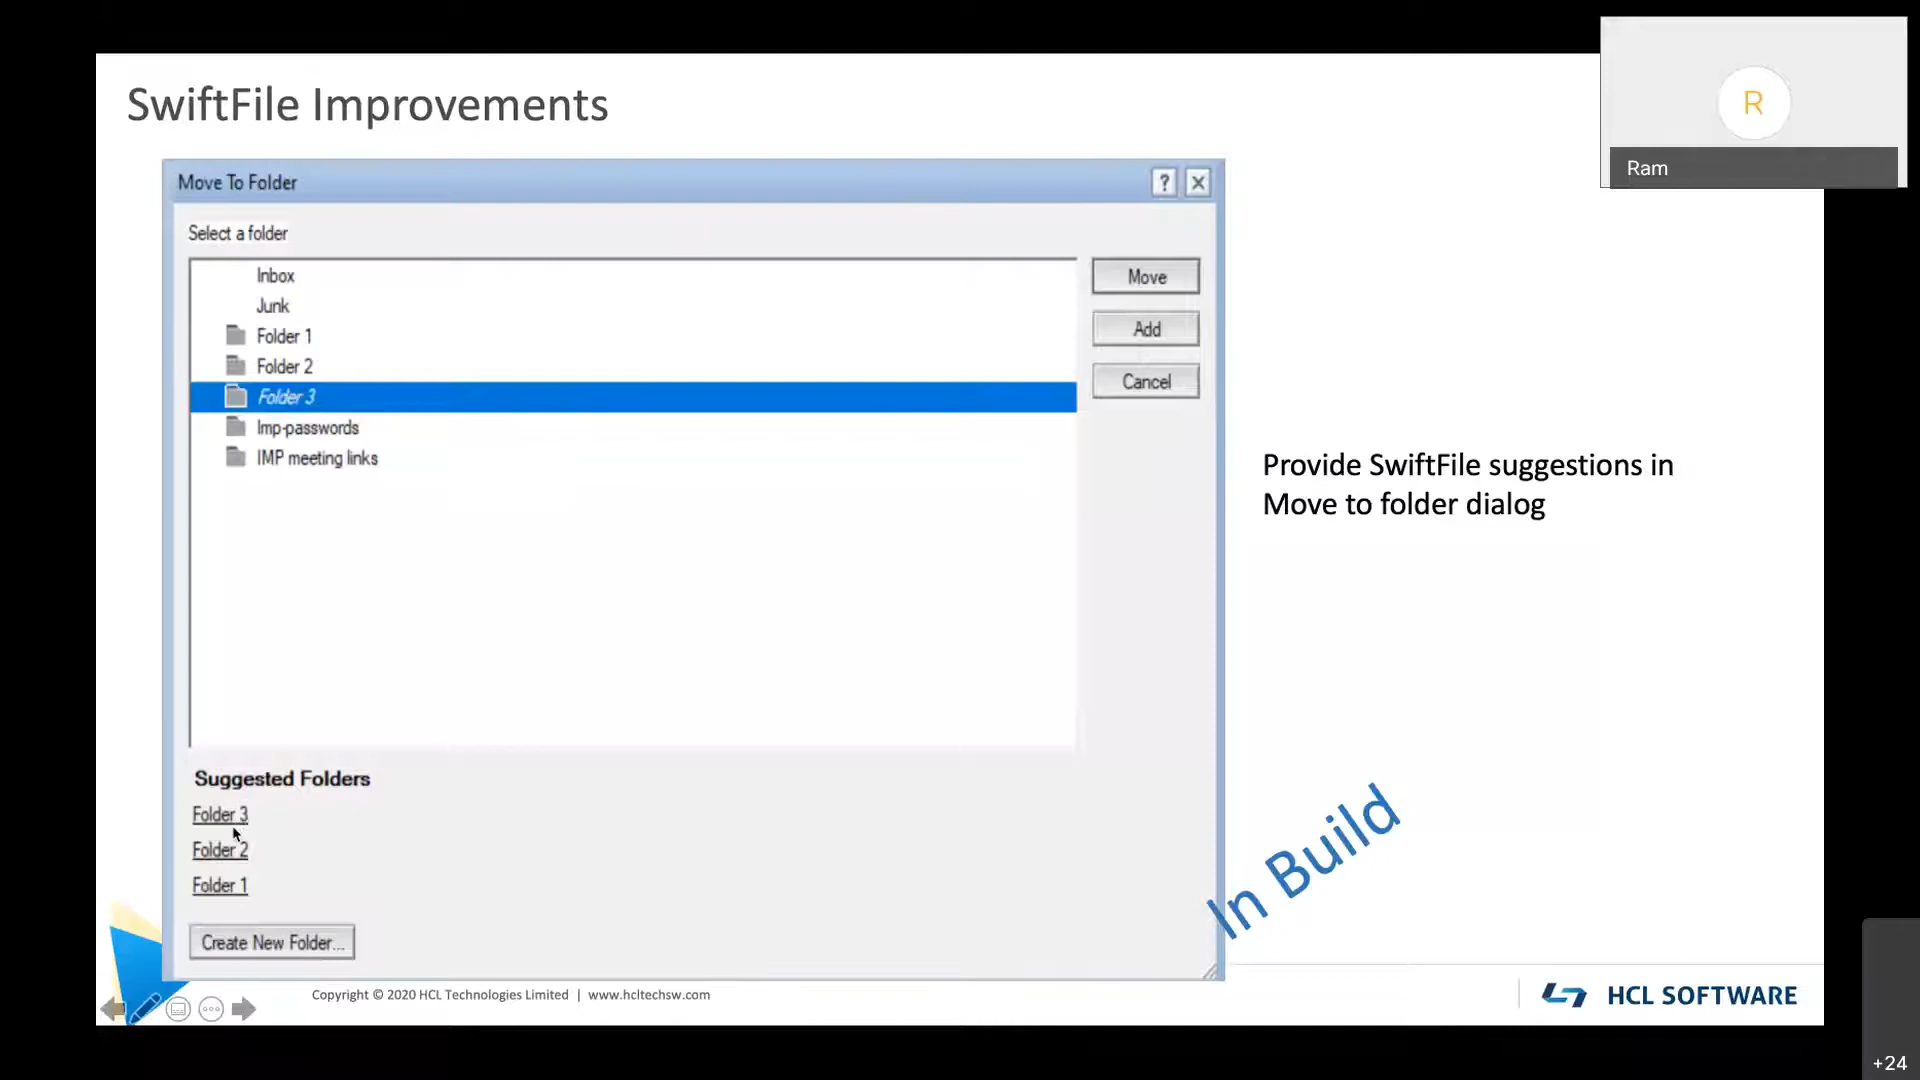 SwiftFile Improvements
R
Ram
Move To Folder
?
Select a folder
Inbox
Junk
Folder 1
Folder 2
Folder 3
Imp-passwords
IMP meeting links
Move
Add
Cancel
Provide SwiftFile suggestions in
Move to folder dialog
Suggested Folders
Folder 3
Folder 2
Folder 1
Create New Folder...
In Build
Copyright © 2020 HCL Technologies Limited | www.hcltechsw.com
HCL SOFTWARE
+24